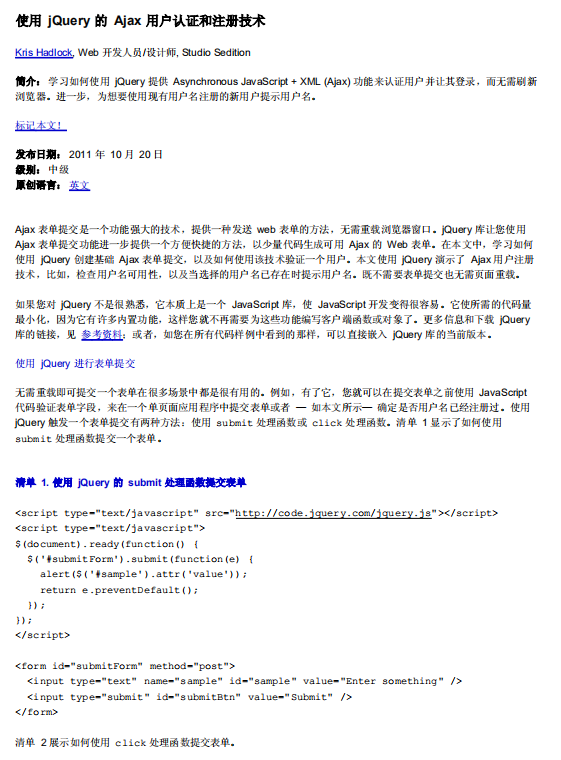 使用 jQuery 的 Ajax 用户认证和注册技术
Kris Hadlock, Web 开发人员/设计师, Studio Sedition
简介: 学习如何使用 jQuery 提供 Asynchronous JavaScript + XML (Ajax) 功能来认证用户并让其登录，而无需刷新
浏览器。进一步，为想要使用现有用户名注册的新用户提示用户名。
标记本文！
发布日期: 2011 年 10 月 20 日
级别: 中级
原创语言: 英文
Ajax 表单提交是一个功能强大的技术，提供一种发送 web 表单的方法，无需重载浏览器窗口。jQuery 库让您使用
Ajax 表单提交功能进一步提供一个方便快捷的方法，以少量代码生成可用 Ajax 的 Web 表单。在本文中，学习如何
使用 jQuery 创建基础 Ajax 表单提交，以及如何使用该技术验证一个用户。本文使用 jQuery 演示了 Ajax 用户注册
技术，比如，检查用户名可用性，以及当选择的用户名已存在时提示用户名。既不需要表单提交也无需页面重载。
如果您对 jQuery 不是很熟悉，它本质上是一个 JavaScript 库，使 JavaScript 开发变得很容易。它使所需的代码量
最小化，因为它有许多内置功能，这样您就不再需要为这些功能编写客户端函数或对象了。更多信息和下载 jQuery
库的链接，见 参考资料；或者，如您在所有代码样例中看到的那样，可以直接嵌入 jQuery 库的当前版本。
使用 jQuery 进行表单提交
无需重载即可提交一个表单在很多场景中都是很有用的。例如，有了它，您就可以在提交表单之前使用 JavaScript
代码验证表单字段，来在一个单页面应用程序中提交表单或者 — 如本文所示— 确定是否用户名已经注册过。使用
jQuery 触发一个表单提交有两种方法：使用 submit 处理函数或 click 处理函数。清单 1 显示了如何使用
submit 处理函数提交一个表单。
清单 1. 使用 jQuery 的 submit 处理函数提交表单
<script type="text/javascript" src="http://code.jquery.com/jquery.js"></script>
<script type="text/javascript">
$(document).ready(function() {
$('#submitForm').submit(function(e) {
alert($('#sample').attr('value'));
return e.preventDefault();
});
});
</script>
<form id="submitForm" method="post">
<input type="text" name="sample" id="sample" value="Enter something" />
<input type="submit" id="submitBtn" value="Submit" />
</form>
清单 2 展示如何使用 click 处理函数提交表单。